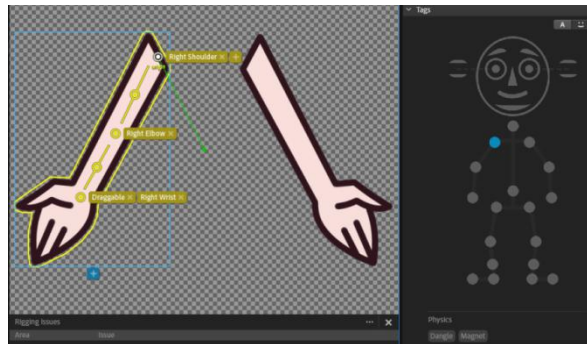 Tags
A
Right Shoulder ×
Right Elbow ×
Draggable × Right Wrist ×
Rigging Issues
Area Issue
Physics
Dangle Magnet